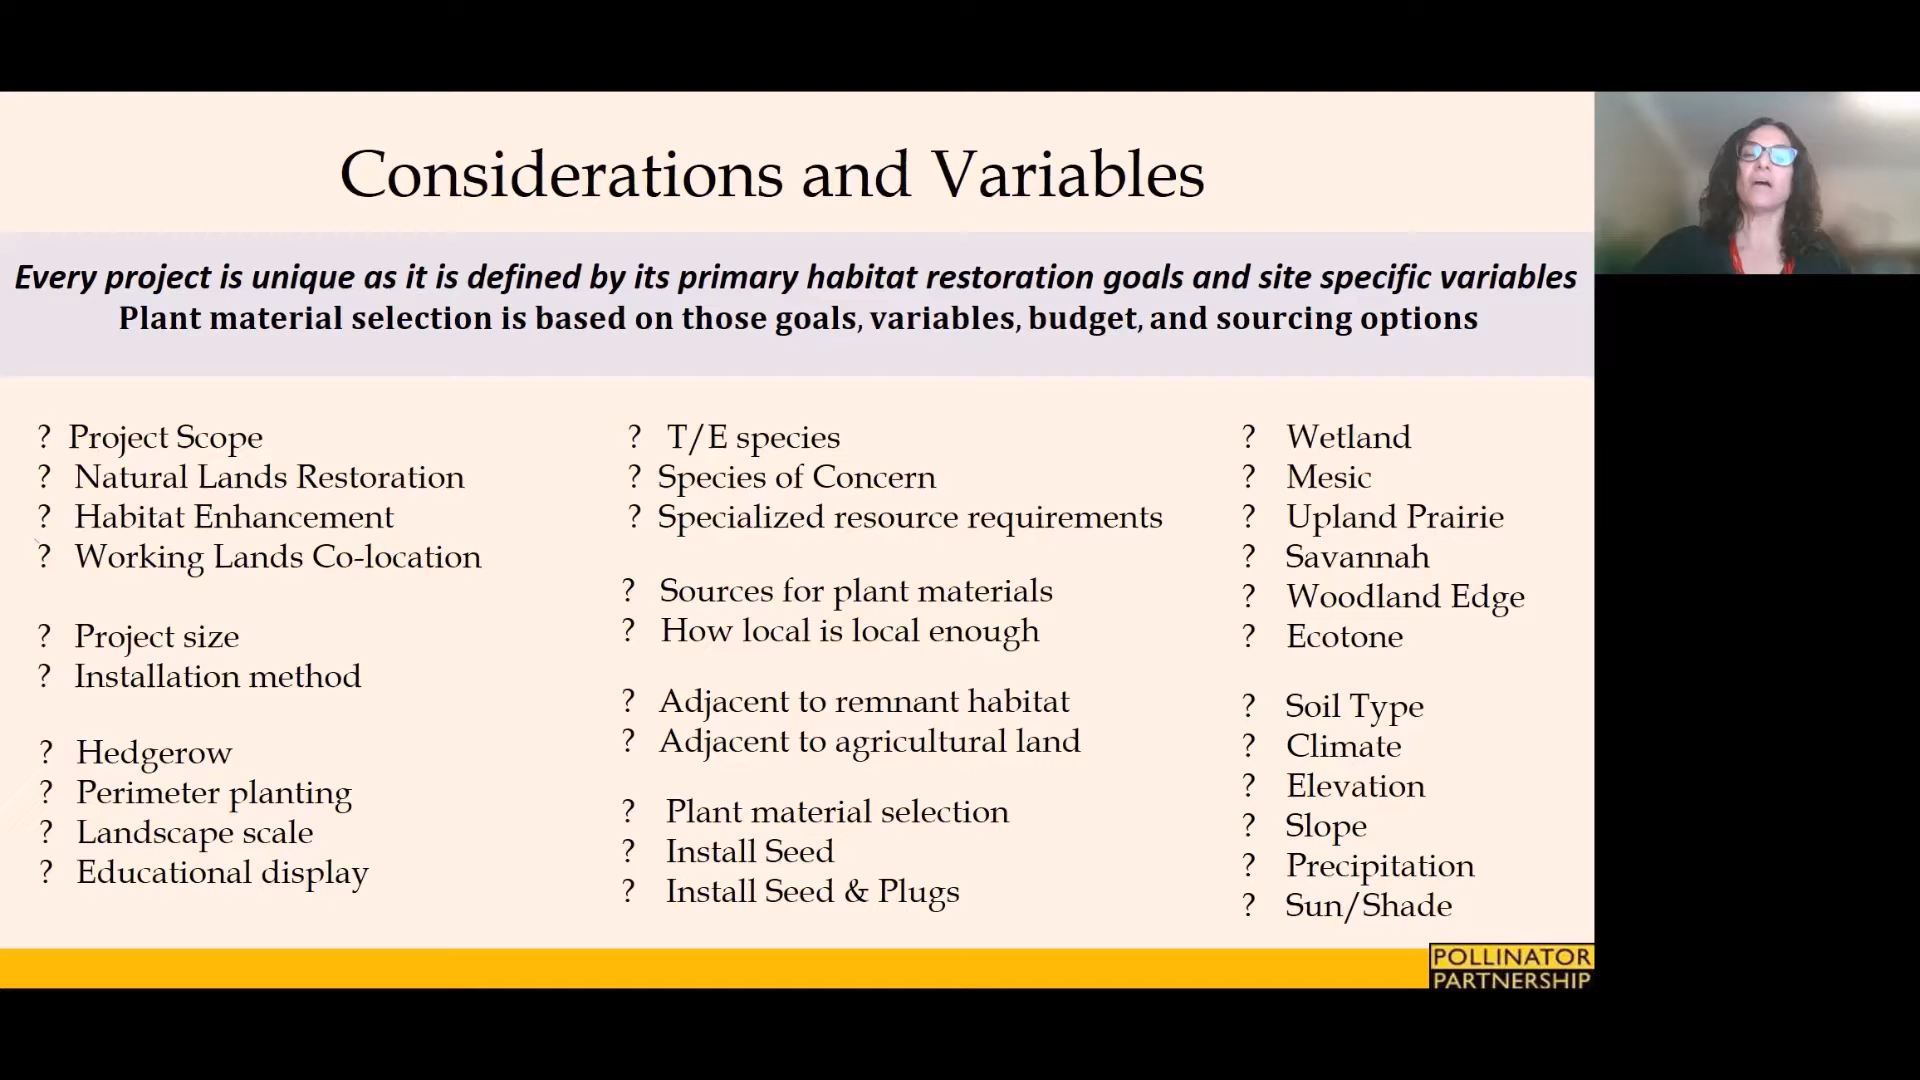 Considerations and Variables
Every project is unique as it is defined by its primary habitat restoration goals and site specific variables
Plant material selection is based on those goals, variables, budget, and sourcing options
? Project Scope
? Natural Lands Restoration
? Habitat Enhancement
? Working Lands Co-location
? Project size
? Installation method
? Hedgerow
? Perimeter planting
? Landscape scale
? Educational display
? T/E species
? Species of Concern
? Specialized resource requirements
? Sources for plant materials
? How local is local enough
? Adjacent to remnant habitat
? Adjacent to agricultural land
? Plant material selection
? Install Seed
? Install Seed & Plugs
? Wetland
? Mesic
? Upland Prairie
? Savannah
? Woodland Edge
? Ecotone
? Soil Type
? Climate
? Elevation
? Slope
? Precipitation
? Sun/Shade
POLLINATOR
PARTNERSHIP